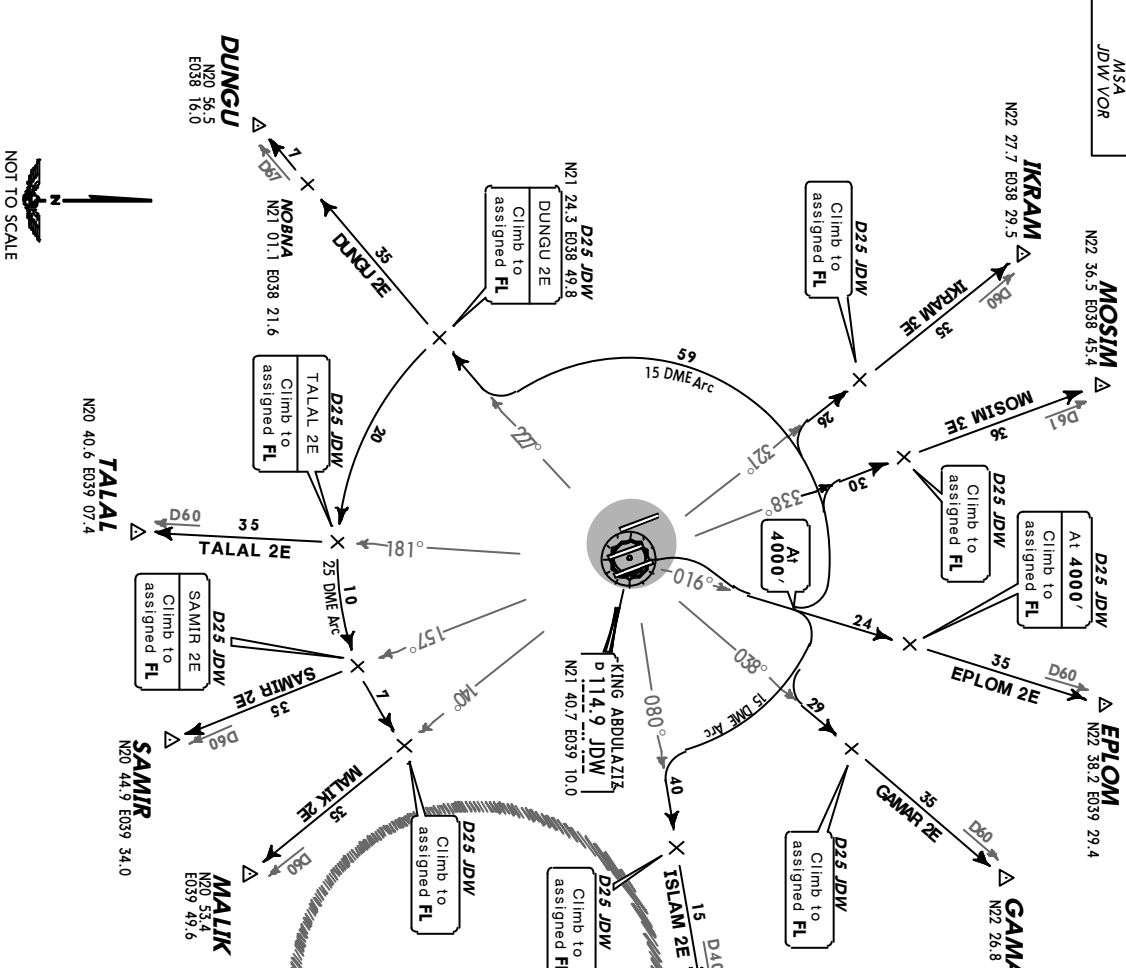 MSA
JDW VOR
MOSIM
N22 36.5 E038 45.4
D61
IKRAM
N22 27.7 E038 29.5
D60
EPLOM
N22 38.2 E039 29.4
D60
D25 JDW
At 4000'
Climb to
assigned FL
D25 JDW
Climb to
assigned FL
D25 JDW
Climb to
assigned FL
MOSIM 3E
36
IKRAM 3E
35
EPLOM 2E
35
N22 26.8
D60
GAMAR 2E
35
D25 JDW
Climb to
assigned FL
30
26
24
29
At
4000'
338°
321°
016°
038°
59
15 DME Arc
15 DME Arc
080°
40
KING ABDULAZIZ
D 114.9 JDW
N21 40.7 E039 10.0
D25 JDW
Climb to
assigned FL
ISLAM 2E
15
D40
D25 JDW
N21 24.3 E038 49.8
DUNGU 2E
Climb to
assigned FL
227°
181°
157°
140°
DUNGU 2E
35
NOBNA
N21 01.1 E038 21.6
7
D67
DUNGU
N20 56.5
E038 16.0
20
D25 JDW
TALAL 2E
Climb to
assigned FL
25 DME Arc
10
7
D25 JDW
Climb to
assigned FL
TALAL 2E
35
D60
TALAL
N20 40.6 E039 07.4
D25 JDW
SAMIR 2E
Climb to
assigned FL
SAMIR 2E
35
D60
SAMIR
N20 44.9 E039 34.0
MALIK 2E
35
D60
MALIK
N20 53.4
E039 49.6
N
NOT TO SCALE